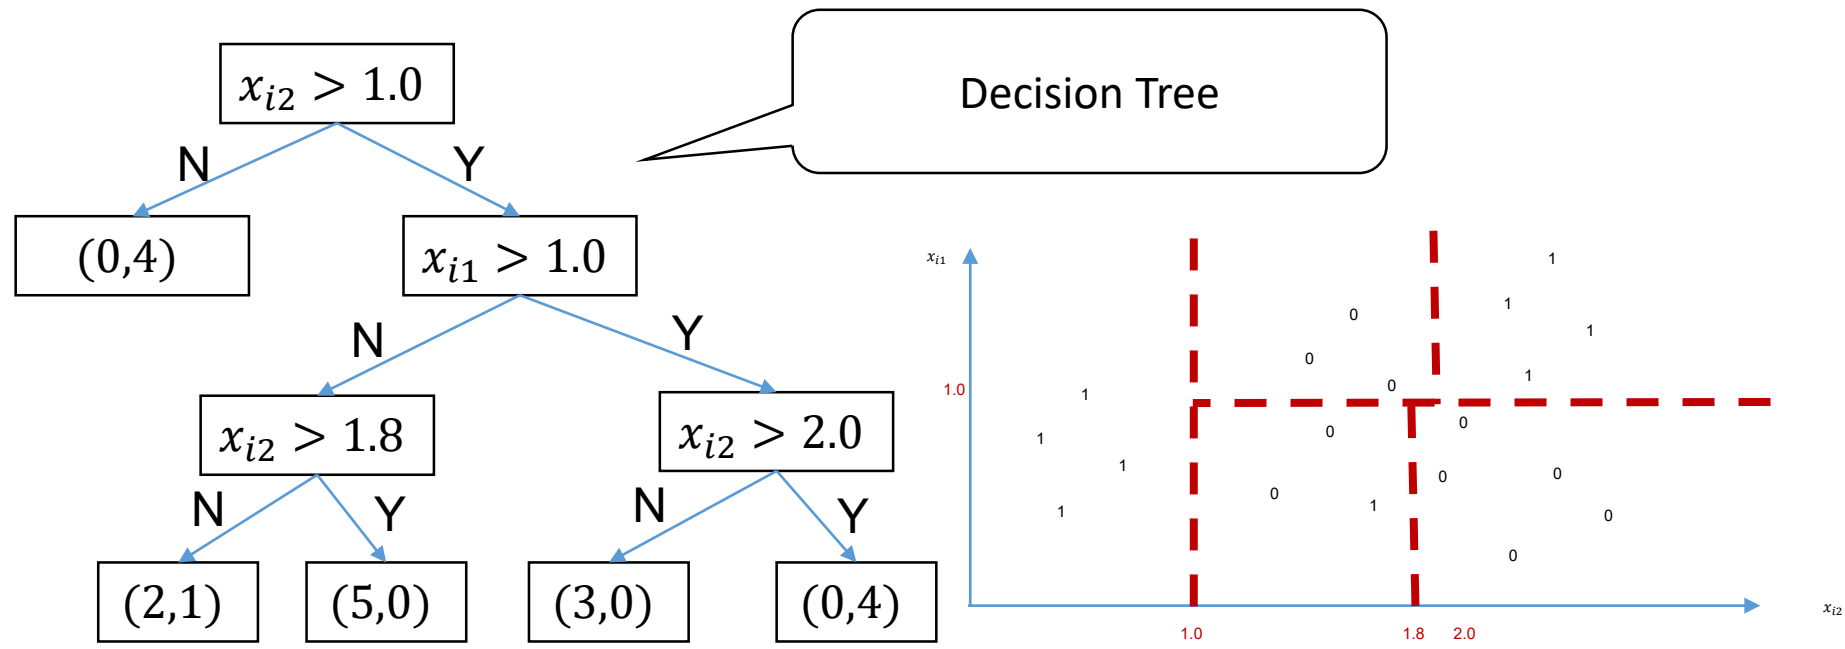 x_{i2} > 1.0
Decision Tree
N
Y
(0,4)
x_{i1} > 1.0
N
Y
x_{i2} > 1.8
x_{i2} > 2.0
N
Y
N
Y
(2,1)
(5,0)
(3,0)
(0,4)
x_{i1}
1
0
1
1
0
1
1.0
1
0
1
0
0
1
0
1
0
0
1
0
0
1
0
x_{i2}
1.0
1.8
2.0